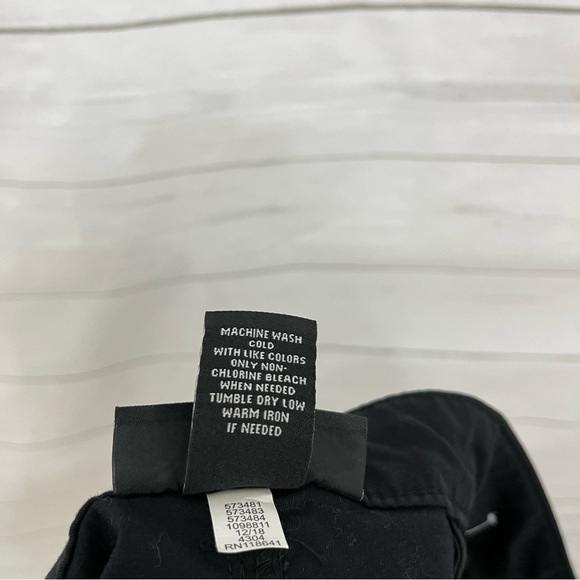 MACHINE WASH
COLD
WITH LIKE COLORS
ONLY NON-
CHLORINE BLEACH
WHEN NEEDED
TUMBLE DRY LOW
WARM IRON
IF NEEDED
573481
573483
573484
1098811
12/18
4304
RN118641